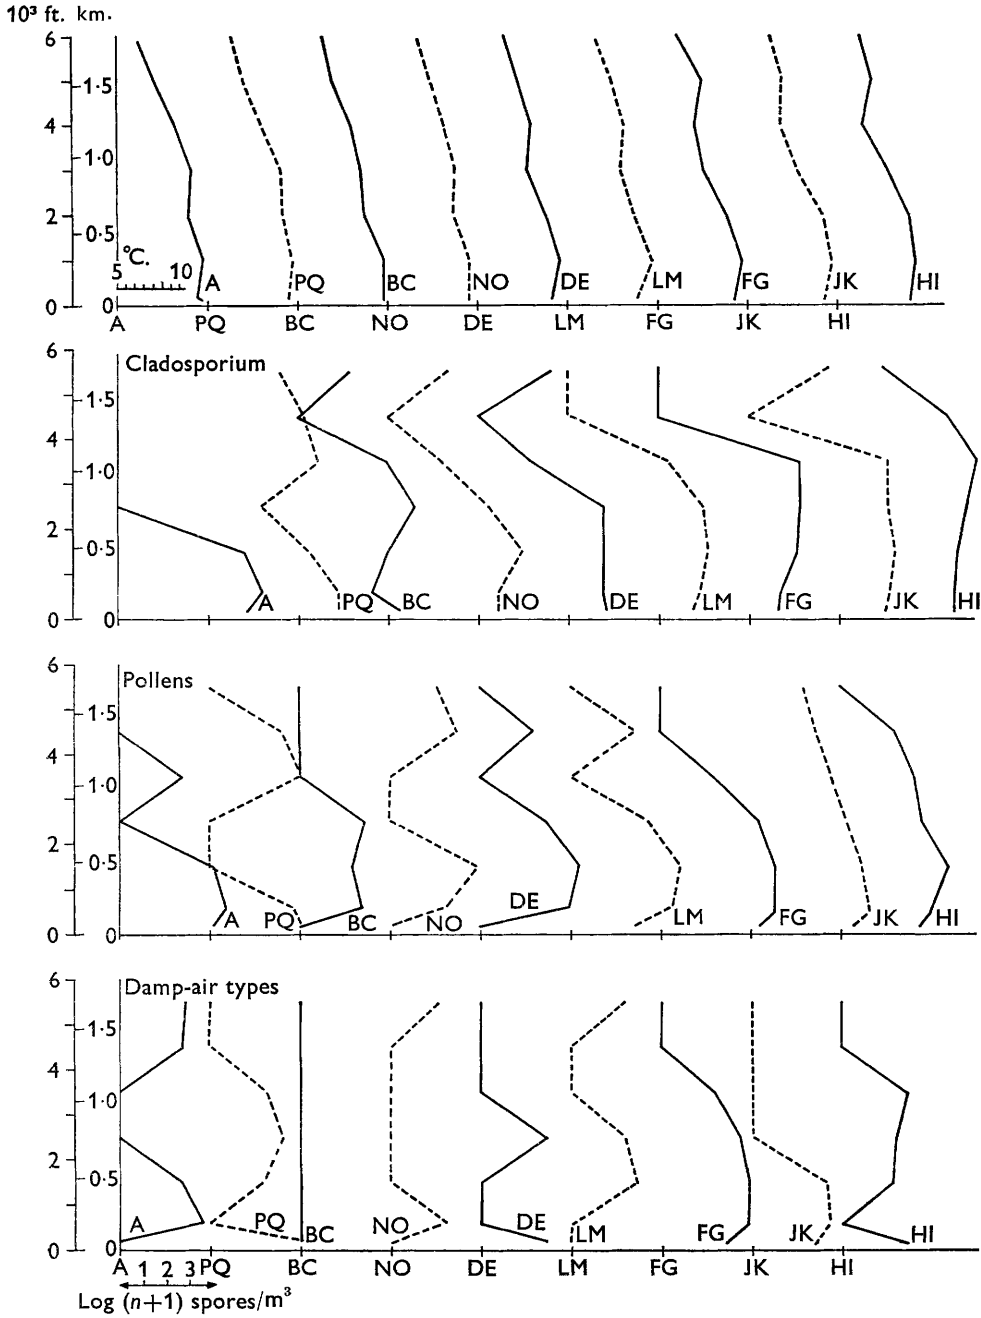 10³ ft. km.
6
1·5
4
1·0
2
0·5
°C.
5 10
A PQ BC NO DE LM FG JK HI
0 0
A PQ BC NO DE LM FG JK HI
6
Cladosporium
1·5
4
1·0
2
0·5
A PQ BC NO DE LM FG JK HI
0 0
6
Pollens
1·5
4
1·0
2
0·5
A PQ BC NO DE LM FG JK HI
0 0
6
Damp-air types
1·5
4
1·0
2
0·5
A PQ BC NO DE LM FG JK HI
0 0
A 1 2 3 PQ BC NO DE LM FG JK HI
Log (n+1) spores/m³